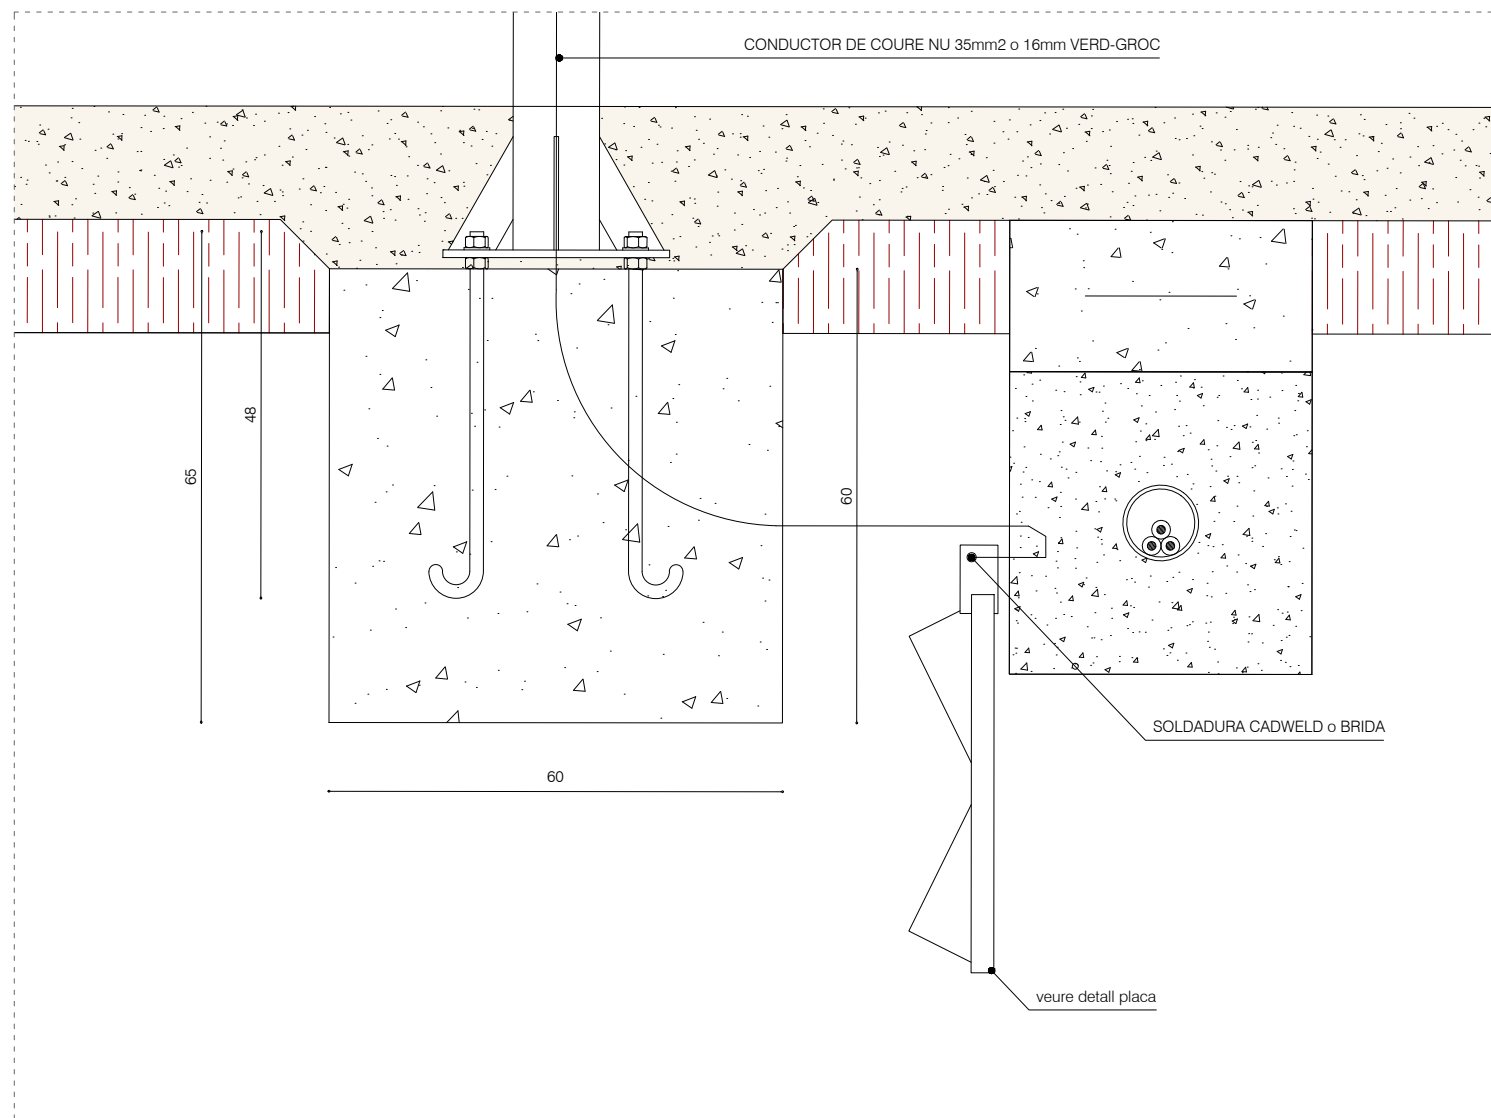 CONDUCTOR DE COURE NU 35mm2 o 16mm VERD-GROC
48
65
60
SOLDADURA CADWELD o BRIDA
60
veure detall placa